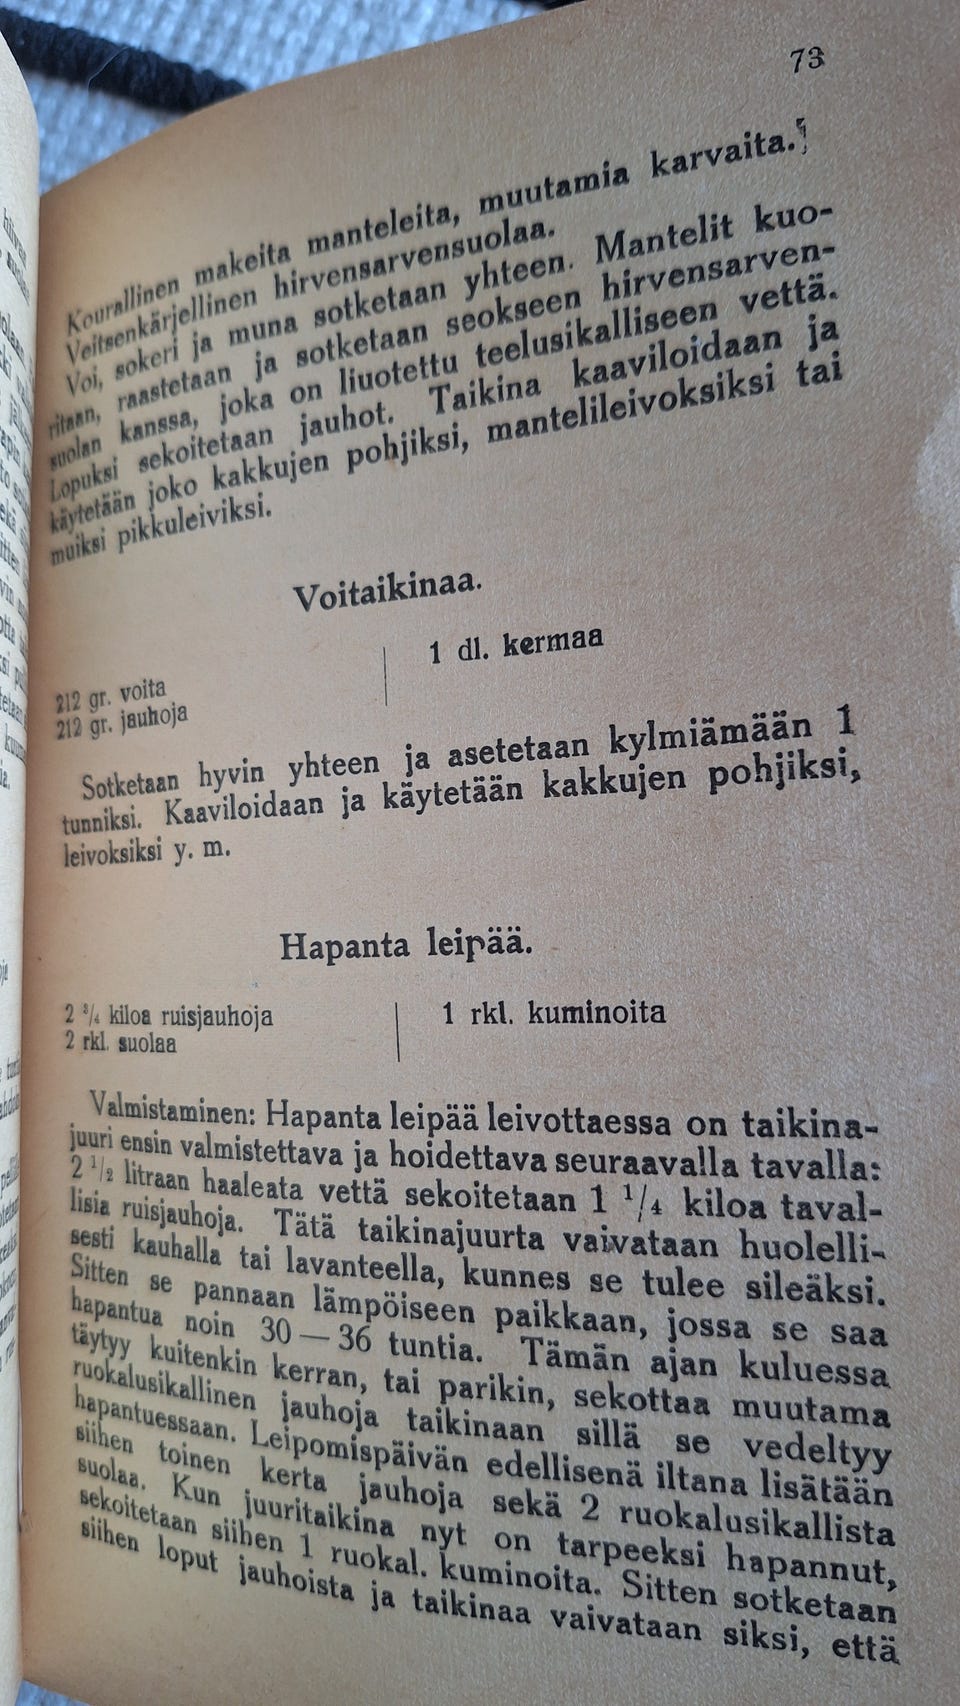 73
Kourallinen makeita manteleita, muutamia karvaita.
Veitsenkärjellinen hirvensarvensuolaa.
Voi, sokeri ja muna sotketaan yhteen. Mantelit kuo-
ritaan, raastetaan ja sotketaan seokseen hirvensarven-
suolan kanssa, joka on liuotettu teelusikalliseen vettä.
Lopuksi sekoitetaan jauhot. Taikina kaaviloidaan ja
käytetään joko kakkujen pohjiksi, mantelileivoksiksi tai
muiksi pikkuleiviksi.
Voitaikinaa.
212 gr. voita
212 gr. jauhoja
1 dl. kermaa
Sotketaan hyvin yhteen ja asetetaan kylmiämään 1
tunniksi. Kaaviloidaan ja käytetään kakkujen pohjiksi,
leivoksiksi y. m.
Hapanta leipää.
2 3/4 kiloa ruisjauhoja
2 rkl. suolaa
1 rkl. kuminoita
Valmistaminen: Hapanta leipää leivottaessa on taikina-
juuri ensin valmistettava ja hoidettava seuraavalla tavalla:
2 1/2 litraan haaleata vettä sekoitetaan 1 1/4 kiloa taval-
lisia ruisjauhoja. Tätä taikinajuurta vaivataan huolelli-
sesti kauhalla tai lavanteella, kunnes se tulee sileäksi.
Sitten se pannaan lämpöiseen paikkaan, jossa se saa
hapantua noin 30 — 36 tuntia. Tämän ajan kuluessa
täytyy kuitenkin kerran, tai parikin, sekottaa muutama
ruokalusikallinen jauhoja taikinaan sillä se vedeltyy
hapantuessaan. Leipomispäivän edellisenä iltana lisätään
siihen toinen kerta jauhoja sekä 2 ruokalusikallista
suolaa. Kun juuritaikina nyt on tarpeeksi hapannut,
sekoitetaan siihen 1 ruokal. kuminoita. Sitten sotketaan
siihen loput jauhoista ja taikinaa vaivataan siksi, että